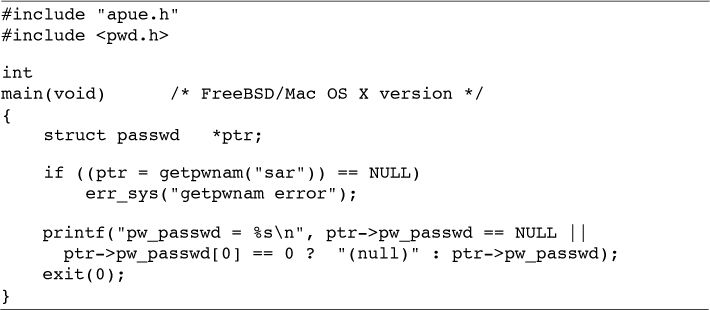 #include "apue.h"
#include <pwd.h>
int
main(void)      /* FreeBSD/Mac OS X version */
{
    struct passwd   *ptr;
    if ((ptr = getpwnam("sar")) == NULL)
        err_sys("getpwnam error");
    printf("pw_passwd = %s\n", ptr->pw_passwd == NULL ||
      ptr->pw_passwd[0] == 0 ?  "(null)" : ptr->pw_passwd);
    exit(0);
}